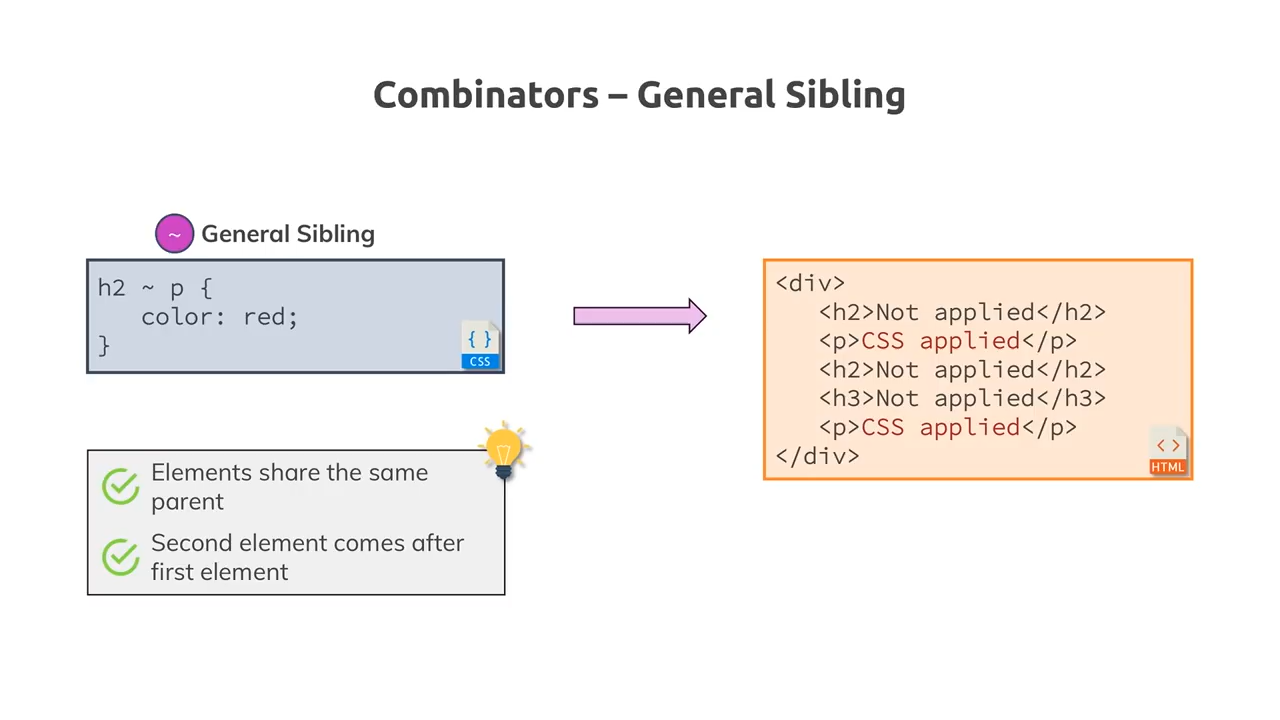 Combinators – General Sibling
~ General Sibling
h2 ~ p {
color: red;
}
{ }
CSS
Elements share the same
parent
Second element comes after
first element
<div>
<h2>Not applied</h2>
<p>CSS applied</p>
<h2>Not applied</h2>
<h3>Not applied</h3>
<p>CSS applied</p>
</div>
< >
HTML